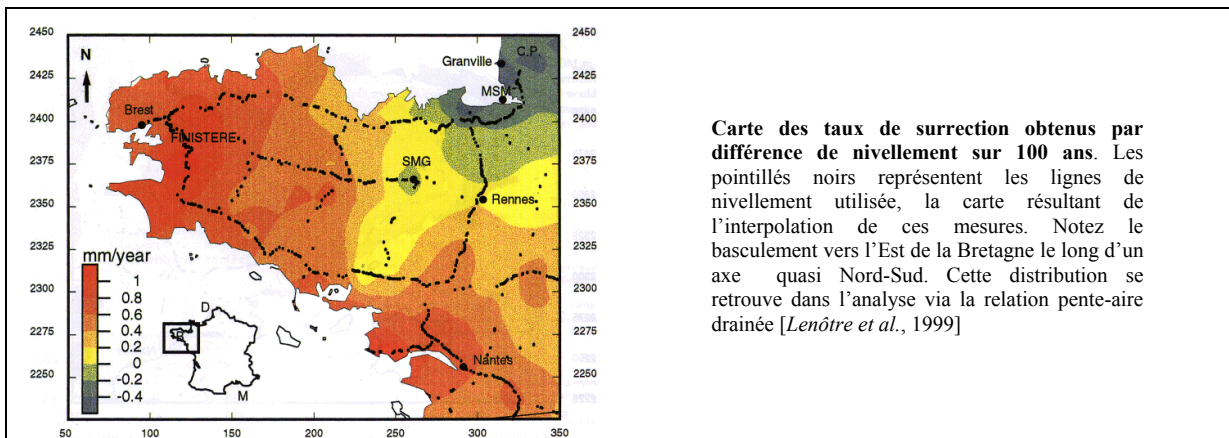 2450
2450
2425
2425
2400
2400
2375
2375
2350
2350
2325
2325
2300
2300
2275
2275
2250
2250
2225
50
100
150
200
250
300
350
N
C.P.
Granville
MSM
Brest
FINISTERE
SMG
Rennes
Nantes
mm/year
1
0.8
0.6
0.4
0.2
0
-0.2
-0.4
D
B
M
Carte des taux de surrection obtenus par
différence de nivellement sur 100 ans. Les
pointillés noirs représentent les lignes de
nivellement utilisée, la carte résultant de
l'interpolation de ces mesures. Notez le
basculement vers l'Est de la Bretagne le long d'un
axe quasi Nord-Sud. Cette distribution se
retrouve dans l'analyse via la relation pente-aire
drainée [Lenôtre et al., 1999]